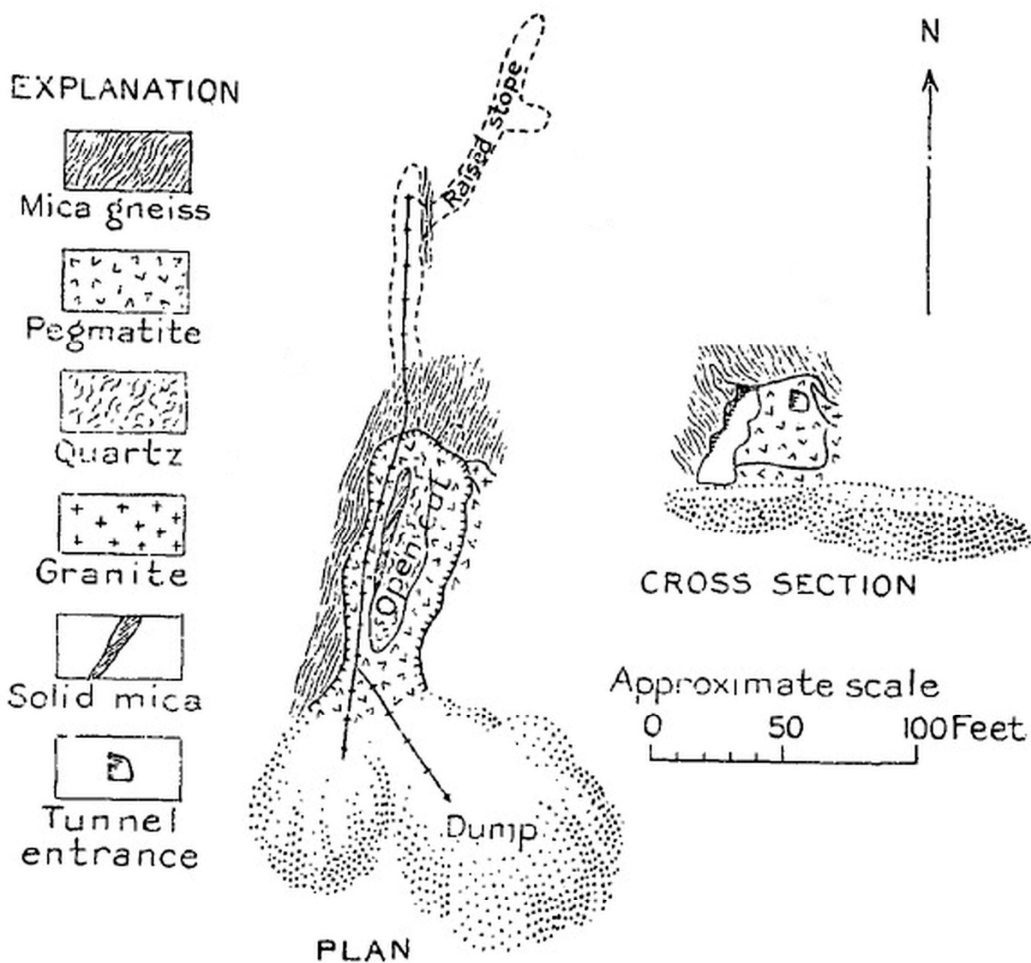 EXPLANATION
Mica gneiss
Pegmatite
Quartz
Granite
Solid mica
Tunnel
entrance
Raised stope
Open cut
Dump
PLAN
N
CROSS SECTION
Approximate scale
0 50 100 Feet